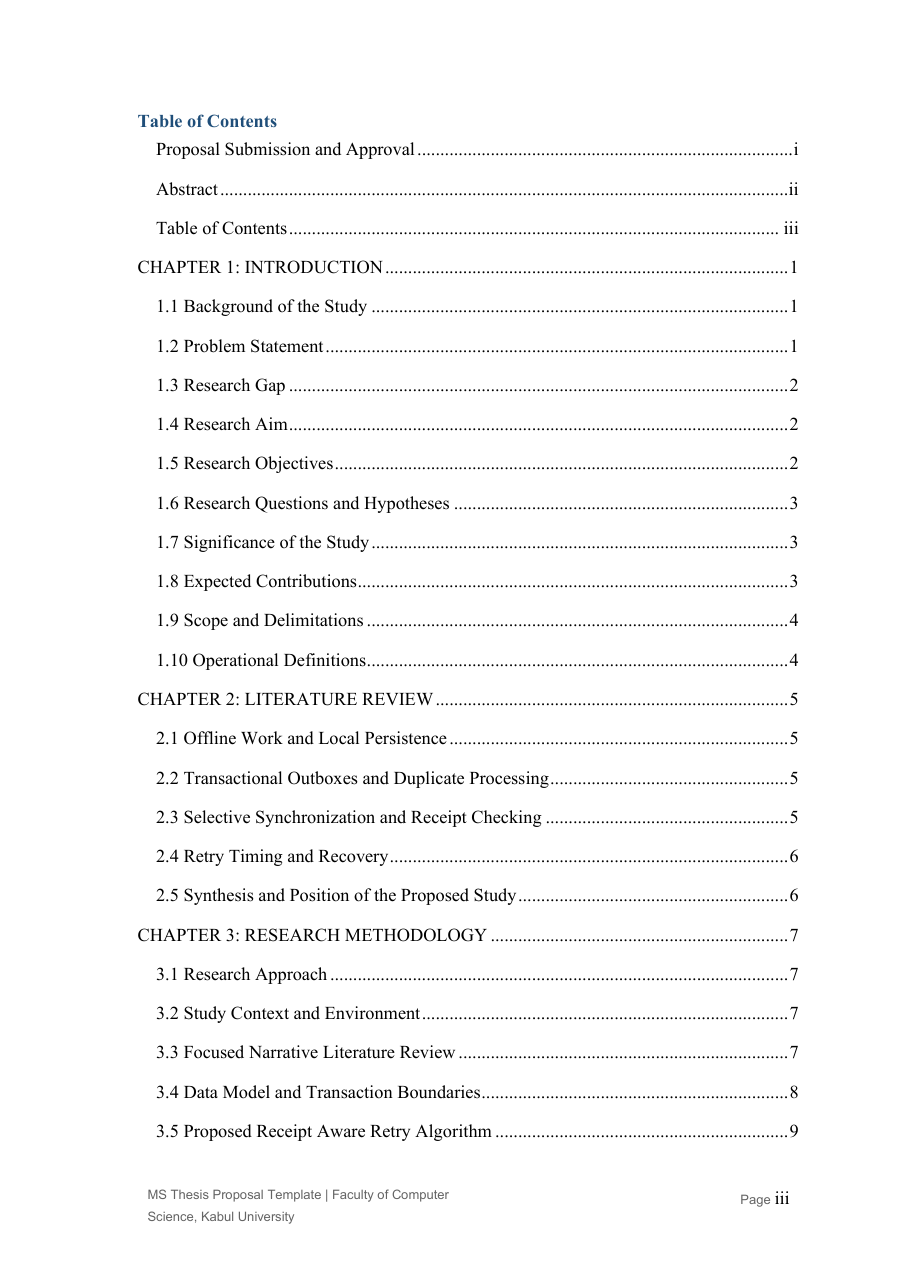 Table of Contents
Proposal Submission and Approval....................................................................................i
Abstract............................................................................................................................ii
Table of Contents.......................................................................................................... iii
CHAPTER 1: INTRODUCTION........................................................................................1
1.1 Background of the Study ...........................................................................................1
1.2 Problem Statement.....................................................................................................1
1.3 Research Gap .............................................................................................................2
1.4 Research Aim.............................................................................................................2
1.5 Research Objectives...................................................................................................2
1.6 Research Questions and Hypotheses .........................................................................3
1.7 Significance of the Study...........................................................................................3
1.8 Expected Contributions..............................................................................................3
1.9 Scope and Delimitations ............................................................................................4
1.10 Operational Definitions............................................................................................4
CHAPTER 2: LITERATURE REVIEW.............................................................................5
2.1 Offline Work and Local Persistence..........................................................................5
2.2 Transactional Outboxes and Duplicate Processing....................................................5
2.3 Selective Synchronization and Receipt Checking .....................................................5
2.4 Retry Timing and Recovery.......................................................................................6
2.5 Synthesis and Position of the Proposed Study...........................................................6
CHAPTER 3: RESEARCH METHODOLOGY .................................................................7
3.1 Research Approach ....................................................................................................7
3.2 Study Context and Environment................................................................................7
3.3 Focused Narrative Literature Review........................................................................7
3.4 Data Model and Transaction Boundaries...................................................................8
3.5 Proposed Receipt Aware Retry Algorithm ................................................................9
MS Thesis Proposal Template | Faculty of Computer
Science, Kabul University
Page iii